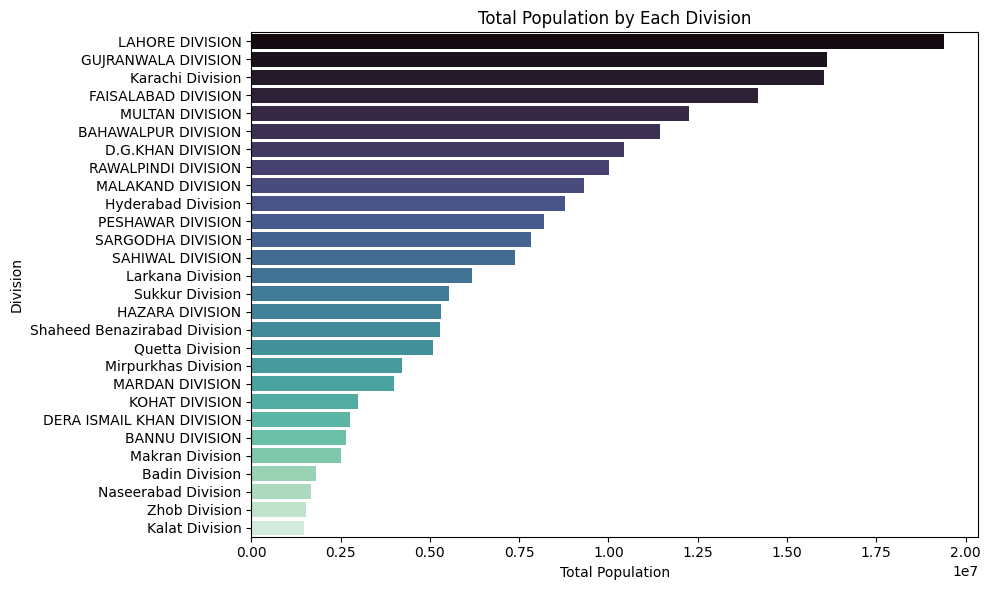 Total Population by Each Division
Division
LAHORE DIVISION
GUJRANWALA DIVISION
Karachi Division
FAISALABAD DIVISION
MULTAN DIVISION
BAHAWALPUR DIVISION
D.G.KHAN DIVISION
RAWALPINDI DIVISION
MALAKAND DIVISION
Hyderabad Division
PESHAWAR DIVISION
SARGODHA DIVISION
SAHIWAL DIVISION
Larkana Division
Sukkur Division
HAZARA DIVISION
Shaheed Benazirabad Division
Quetta Division
Mirpurkhas Division
MARDAN DIVISION
KOHAT DIVISION
DERA ISMAIL KHAN DIVISION
BANNU DIVISION
Makran Division
Badin Division
Naseerabad Division
Zhob Division
Kalat Division
0.00 0.25 0.50 0.75 1.00 1.25 1.50 1.75 2.00
1e7
Total Population